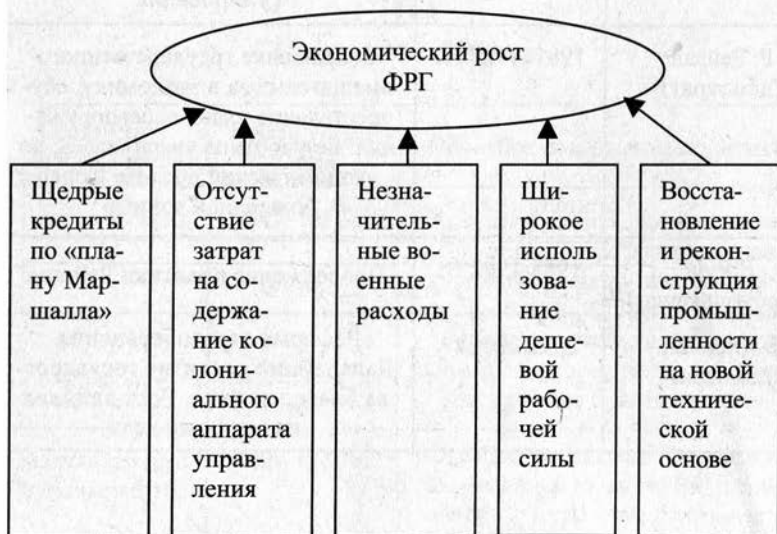 Экономический рост
ФРГ
Щедрые
кредиты
по «пла-
ну Мар-
шалла»
Отсут-
ствие
затрат
на со-
держа-
ние ко-
лони-
ального
аппарата
управ-
ления
Незна-
читель-
ные во-
енные
расходы
Ши-
рокое
исполь
зова-
ние
деше-
вой
рабо-
чей
силы
Восста-
новление
и рекон-
струкция
промыш-
ленности
на новой
техниче-
ской
основе